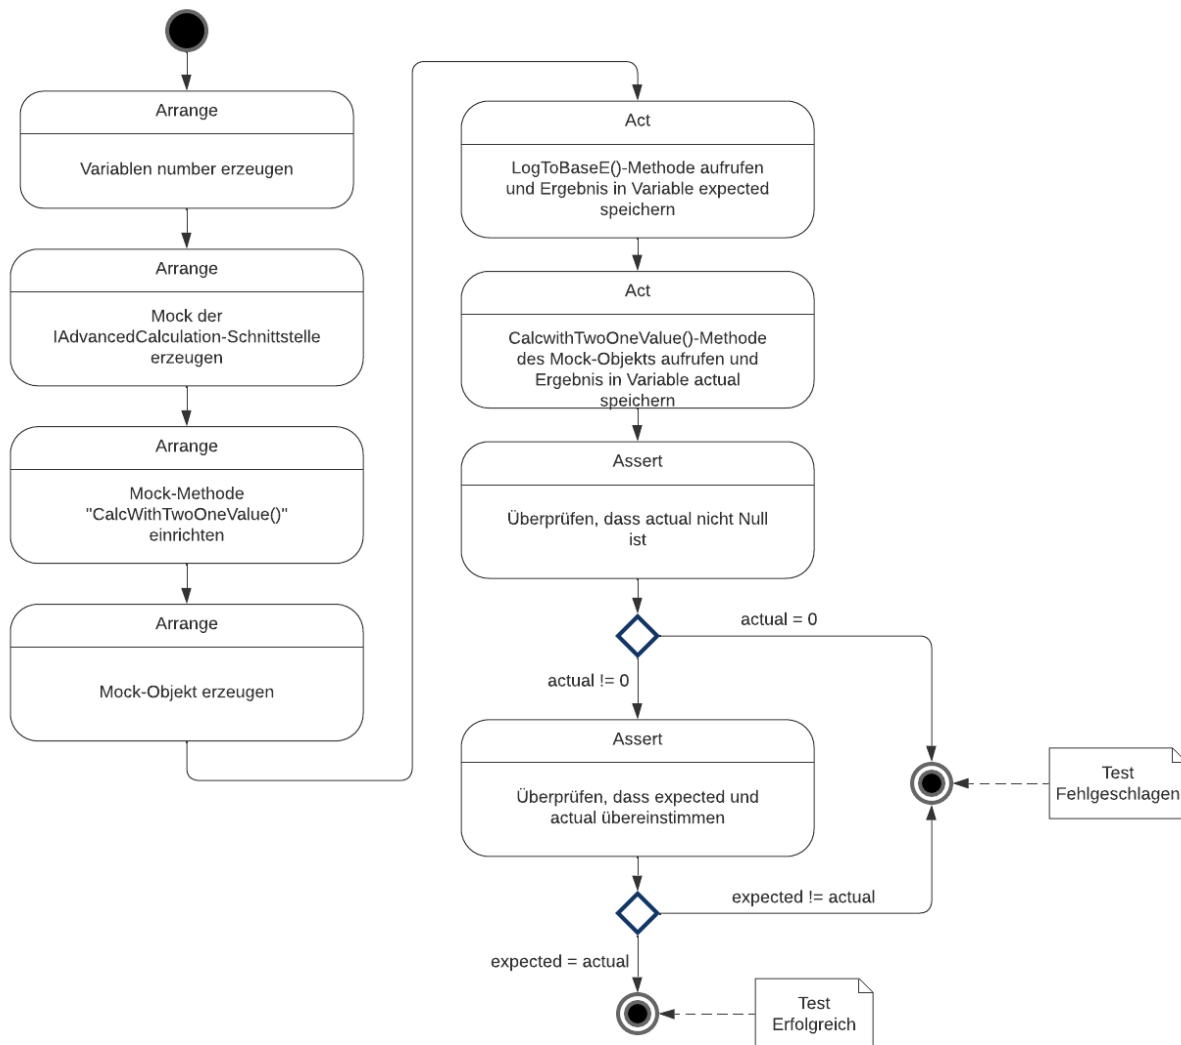 Arrange
Variablen number erzeugen
Arrange
Mock der
IAdvancedCalculation-Schnittstelle
erzeugen
Arrange
Mock-Methode
"CalcWithTwoOneValue()"
einrichten
Arrange
Mock-Objekt erzeugen
Act
LogToBaseE()-Methode aufrufen
und Ergebnis in Variable expected
speichern
Act
CalcwithTwoOneValue()-Methode
des Mock-Objekts aufrufen und
Ergebnis in Variable actual
speichern
Assert
Überprüfen, dass actual nicht Null
ist
actual = 0
actual != 0
Assert
Überprüfen, dass expected und
actual übereinstimmen
Test
Fehlgeschlagen
expected != actual
expected = actual
Test
Erfolgreich